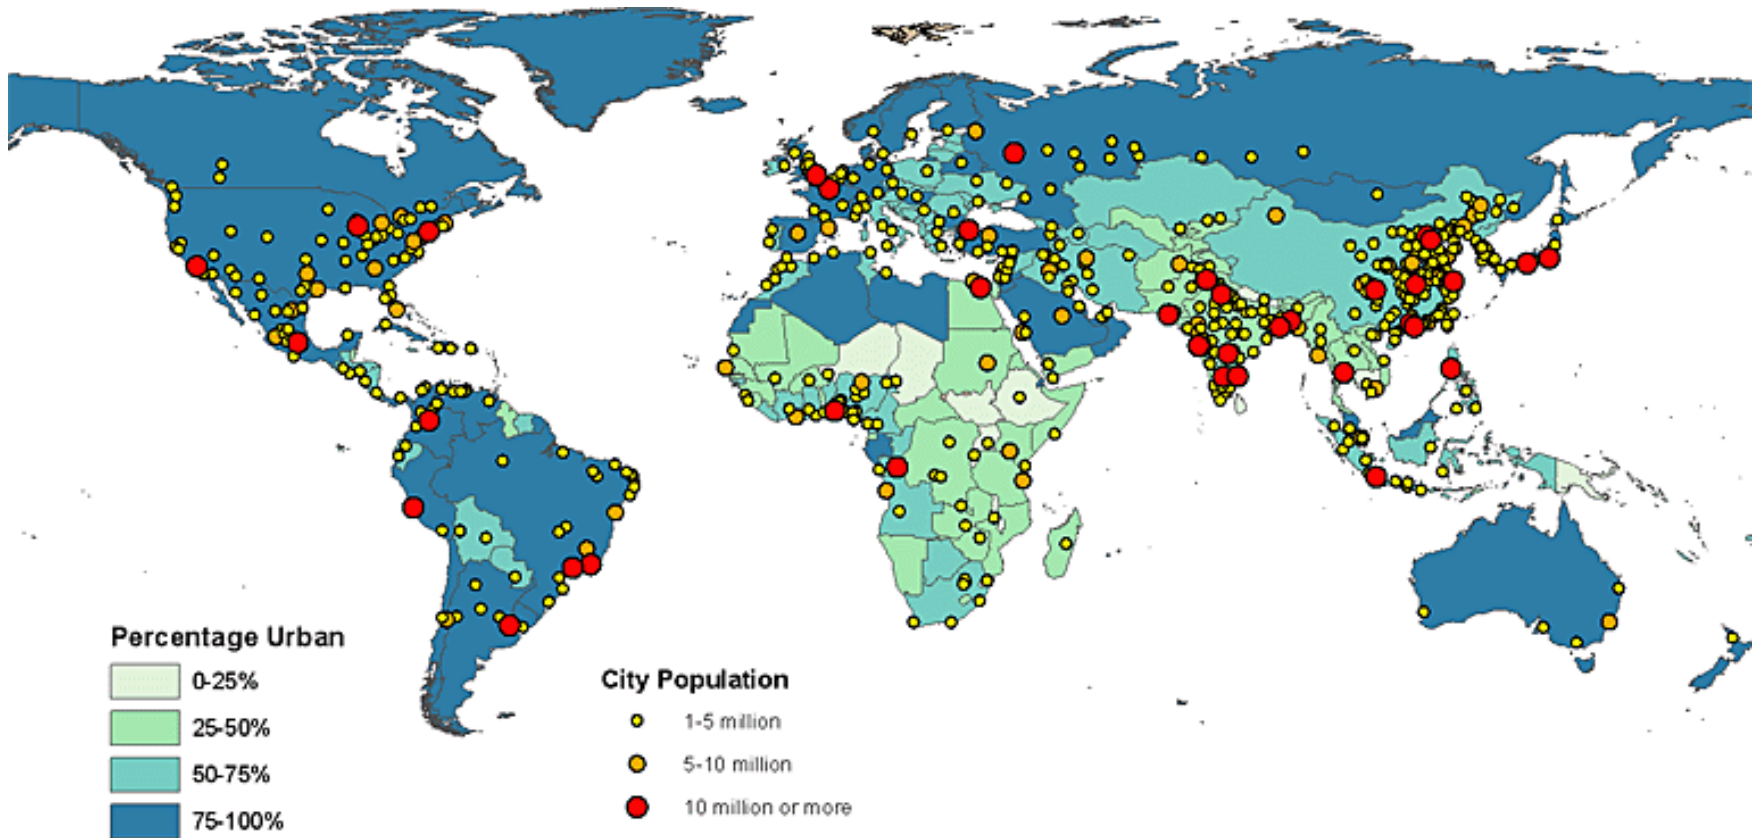 Percentage Urban
0-25%
25-50%
50-75%
75-100%
City Population
1-5 million
5-10 million
10 million or more